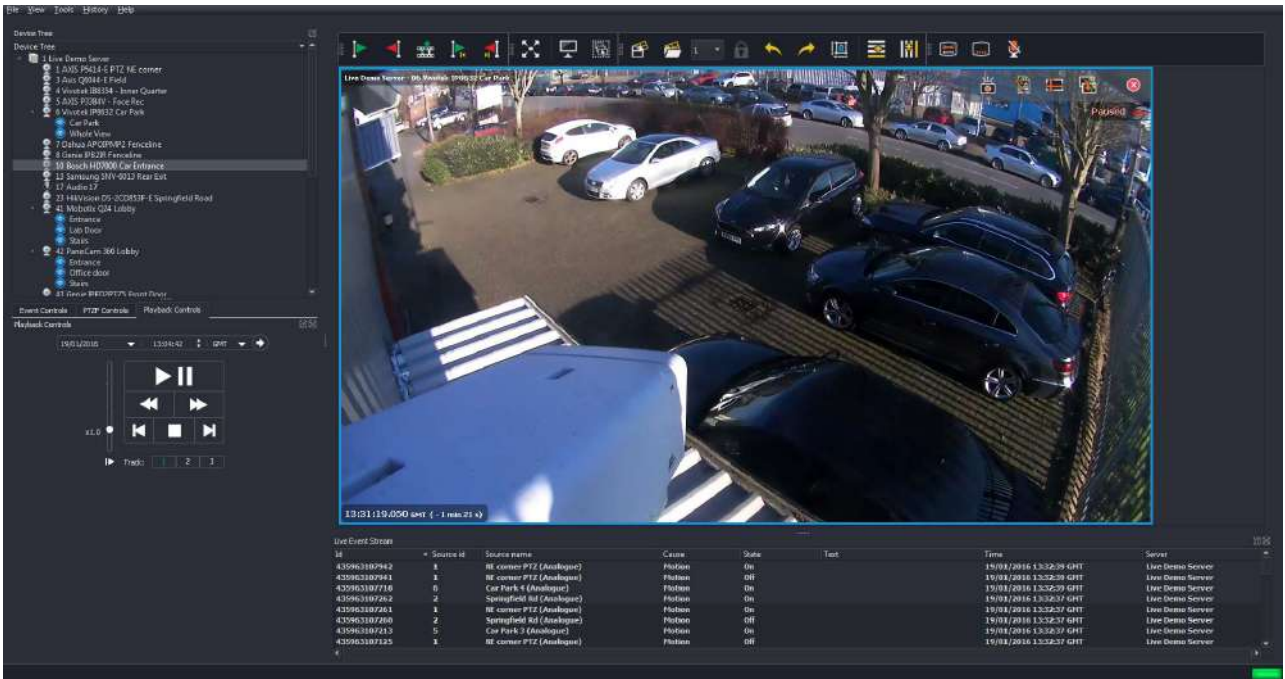 File View Tools History Help
Device Tree
Device Tree
1 Live Demo Server
1 AXIS P5414-E PTZ NE corner
3 Axis Q6044-E Field
4 Vivotek IB8354 - Inner Quarter
5 AXIS P3384V - Face Rec
6 Vivotek IP9832 Car Park
Car Park
Whole View
7 Dahua APOIPMP2 Fenceline
8 Genie IPB2IR Fenceline
10 Bosch HD7000 Car Entrance
13 Samsung SNV-6013 Rear Exit
17 Audio 17
23 HikVision DS-2CD853F-E Springfield Road
41 Mobotix Q24 Lobby
Entrance
Lab Door
Stairs
42 PanoCam 360 Lobby
Entrance
Office door
Stairs
Event Controls PTZF Controls Playback Controls
Playback Controls
19/01/2016 13:04:42 GMT
x1.0
Track: 1 2 3
1
Live Demo Server - 06 Vivotek IP9832 Car Park
Paused
13:31:19.050 GMT ( - 1 min 21 s)
Live Event Stream
Id Source id Source name Cause State Text Time Server
435963107942 1 NE corner PTZ (Analogue) Motion On 19/01/2016 13:32:39 GMT Live Demo Server
435963107941 1 NE corner PTZ (Analogue) Motion Off 19/01/2016 13:32:39 GMT Live Demo Server
435963107710 6 Car Park 4 (Analogue) Motion On 19/01/2016 13:32:38 GMT Live Demo Server
435963107262 2 Springfield Rd (Analogue) Motion On 19/01/2016 13:32:37 GMT Live Demo Server
435963107261 1 NE corner PTZ (Analogue) Motion On 19/01/2016 13:32:37 GMT Live Demo Server
435963107260 2 Springfield Rd (Analogue) Motion Off 19/01/2016 13:32:37 GMT Live Demo Server
435963107213 5 Car Park 3 (Analogue) Motion On 19/01/2016 13:32:37 GMT Live Demo Server
435963107125 1 NE corner PTZ (Analogue) Motion Off 19/01/2016 13:32:37 GMT Live Demo Server